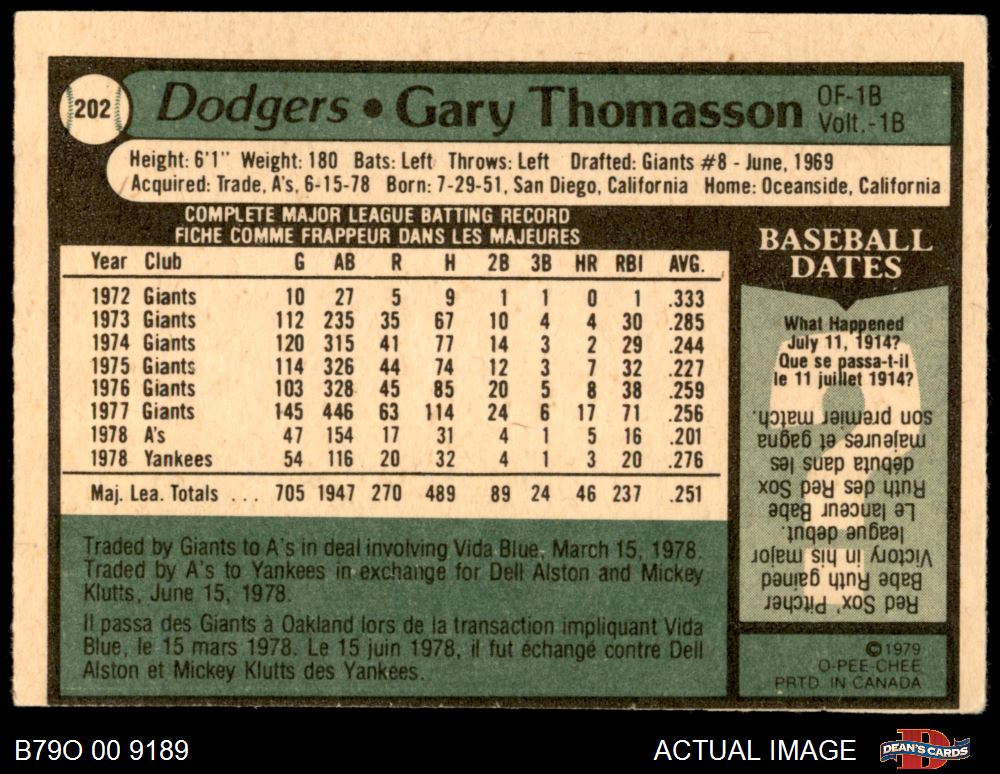 202 Dodgers • Gary Thomasson OF-1B
Volt.-1B
Height: 6'1" Weight: 180 Bats: Left Throws: Left Drafted: Giants #8 - June, 1969
Acquired: Trade, A's, 6-15-78 Born: 7-29-51, San Diego, California Home: Oceanside, California
COMPLETE MAJOR LEAGUE BATTING RECORD
FICHE COMME FRAPPEUR DANS LES MAJEURES
Year Club G AB R H 2B 3B HR RBI AVG.
1972 Giants 10 27 5 9 1 1 0 1 .333
1973 Giants 112 235 35 67 10 4 4 30 .285
1974 Giants 120 315 41 77 14 3 2 29 .244
1975 Giants 114 326 44 74 12 3 7 32 .227
1976 Giants 103 328 45 85 20 5 8 38 .259
1977 Giants 145 446 63 114 24 6 17 71 .256
1978 A's 47 154 17 31 4 1 5 16 .201
1978 Yankees 54 116 20 32 4 1 3 20 .276
Maj. Lea. Totals ... 705 1947 270 489 89 24 46 237 .251
Traded by Giants to A's in deal involving Vida Blue, March 15, 1978.
Traded by A's to Yankees in exchange for Dell Alston and Mickey
Klutts, June 15, 1978.
Il passa des Giants à Oakland lors de la transaction impliquant Vida
Blue, le 15 mars 1978. Le 15 juin 1978, il fut échangé contre Dell
Alston et Mickey Klutts des Yankees.
BASEBALL
DATES
What Happened
July 11, 1914?
Que se passa-t-il
le 11 juillet 1914?
Red Sox' Pitcher
Babe Ruth gained
Victory in his major
league debut.
Le lanceur Babe
Ruth des Red Sox
débuta dans les
majeures et gagna
son premier match.
©1979
O-PEE-CHEE
PRTD. IN CANADA
B79O 00 9189
ACTUAL IMAGE
DEAN'S CARDS